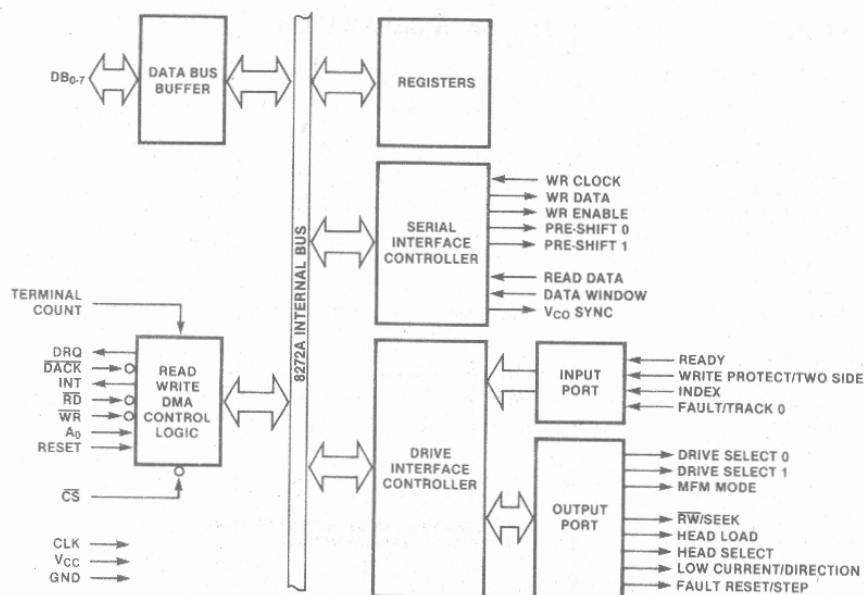 DB0-7
DATA BUS
BUFFER
REGISTERS
8272A INTERNAL BUS
SERIAL
INTERFACE
CONTROLLER
WR CLOCK
WR DATA
WR ENABLE
PRE-SHIFT 0
PRE-SHIFT 1
READ DATA
DATA WINDOW
VCO SYNC
TERMINAL
COUNT
DRQ
DACK
INT
RD
WR
A0
RESET
CS
READ
WRITE
DMA
CONTROL
LOGIC
CLK
VCC
GND
DRIVE
INTERFACE
CONTROLLER
INPUT
PORT
READY
WRITE PROTECT/TWO SIDE
INDEX
FAULT/TRACK 0
OUTPUT
PORT
DRIVE SELECT 0
DRIVE SELECT 1
MFM MODE
RW/SEEK
HEAD LOAD
HEAD SELECT
LOW CURRENT/DIRECTION
FAULT RESET/STEP